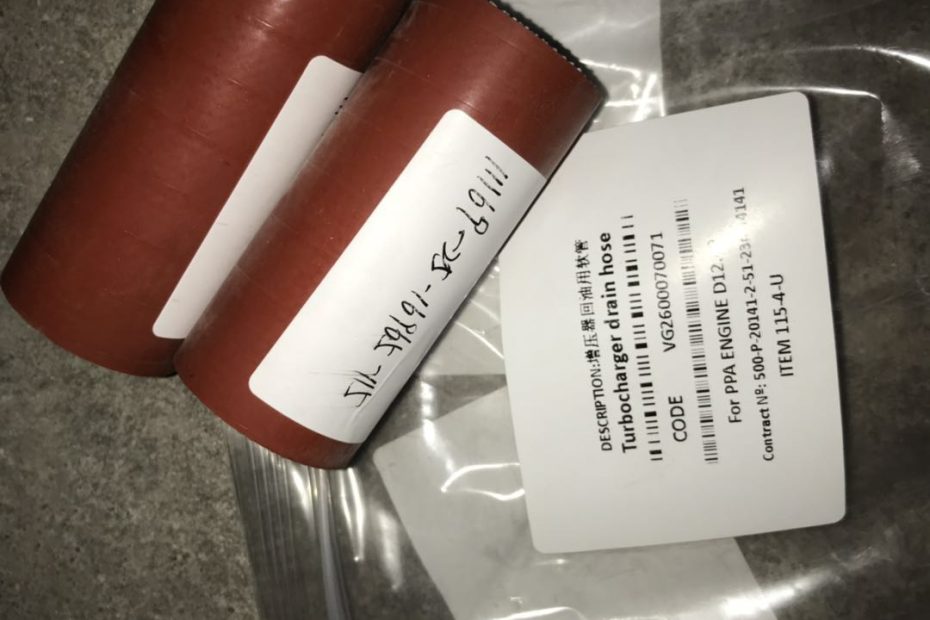 DESCRIPTION:增压器回油用软管
Turbocharger drain hose
CODE VG2600070071
For PPA ENGINE
Contract Nº: 500-P-20141-2-51-23
ITEM 115-4-U